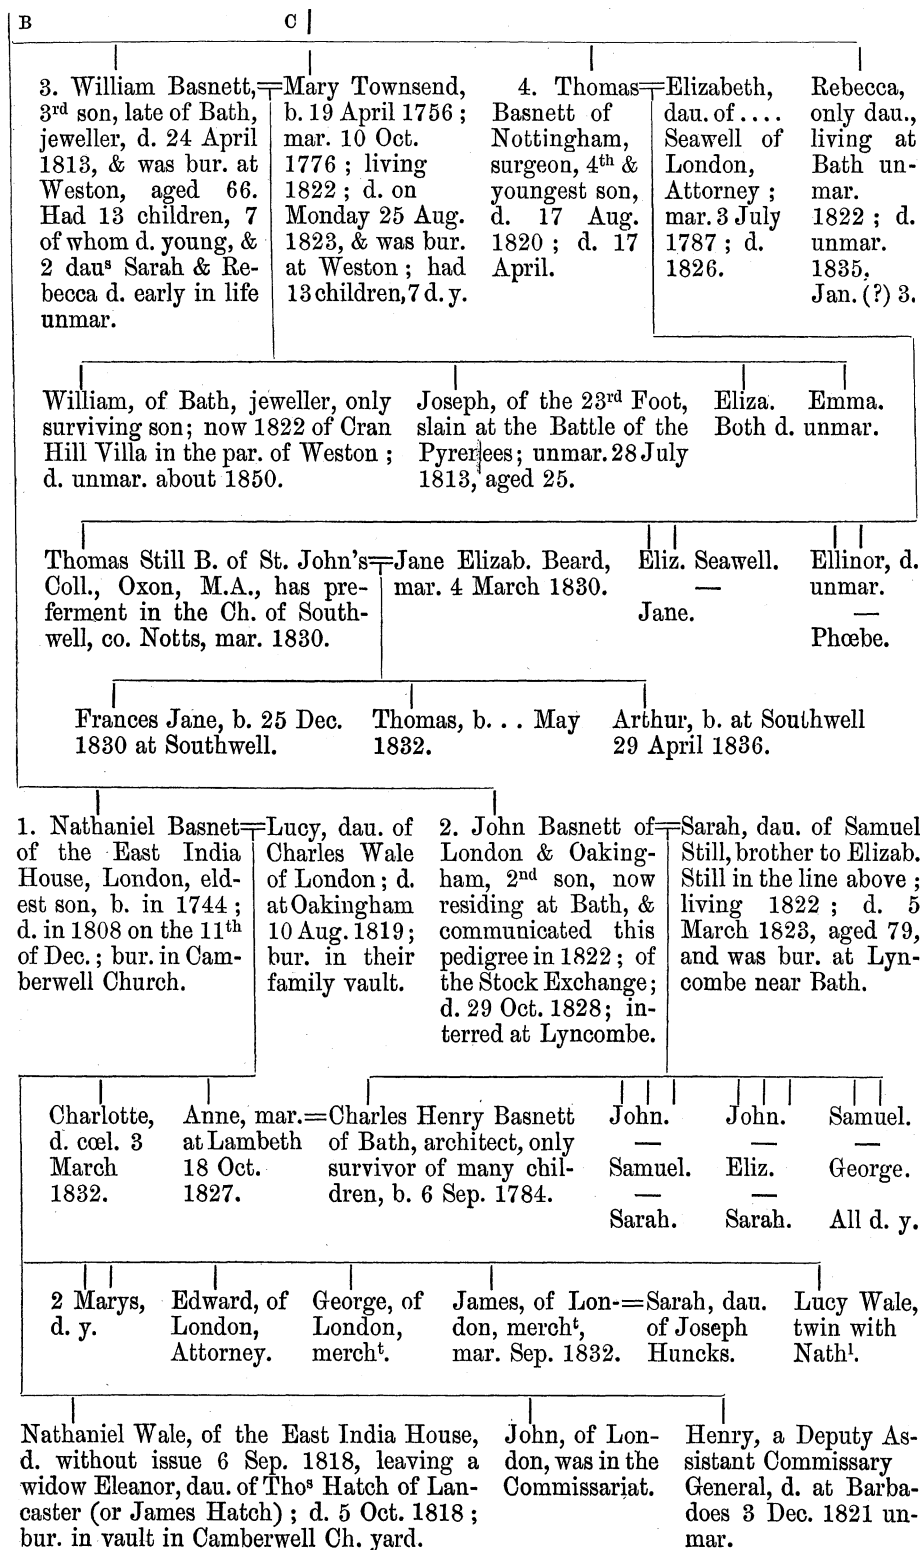 B
C
3. William Basnett,
3rd son, late of Bath,
jeweller, d. 24 April
1813, & was bur. at
Weston, aged 66.
Had 13 children, 7
of whom d. young, &
2 daus Sarah & Re-
becca d. early in life
unmar.
Mary Townsend,
b. 19 April 1756 ;
mar. 10 Oct.
1776 ; living
1822 ; d. on
Monday 25 Aug.
1823, & was bur.
at Weston ; had
13 children, 7 d. y.
4. Thomas
Basnett of
Nottingham,
surgeon, 4th &
youngest son,
d. 17 Aug.
1820 ; d. 17
April.
Elizabeth,
dau. of ....
Seawell of
London,
Attorney ;
mar. 3 July
1787 ; d.
1826.
Rebecca,
only dau.,
living at
Bath un-
mar.
1822 ; d.
unmar.
1835,
Jan. (?) 3.
William, of Bath, jeweller, only
surviving son; now 1822 of Cran
Hill Villa in the par. of Weston ;
d. unmar. about 1850.
Joseph, of the 23rd Foot,
slain at the Battle of the
Pyrenees; unmar. 28 July
1813, aged 25.
Eliza. Emma.
Both d. unmar.
Thomas Still B. of St. John's
Coll., Oxon, M.A., has pre-
ferment in the Ch. of South-
well, co. Notts, mar. 1830.
Jane Elizab. Beard,
mar. 4 March 1830.
Eliz. Seawell.
—
Jane.
Ellinor, d.
unmar.
—
Phœbe.
Frances Jane, b. 25 Dec.
1830 at Southwell.
Thomas, b. . . May
1832.
Arthur, b. at Southwell
29 April 1836.
1. Nathaniel Basnet
of the East India
House, London, eld-
est son, b. in 1744 ;
d. in 1808 on the 11th
of Dec. ; bur. in Cam-
berwell Church.
Lucy, dau. of
Charles Wale
of London ; d.
at Oakingham
10 Aug. 1819;
bur. in their
family vault.
2. John Basnett of
London & Oaking-
ham, 2nd son, now
residing at Bath, &
communicated this
pedigree in 1822 ; of
the Stock Exchange;
d. 29 Oct. 1828; in-
terred at Lyncombe.
Sarah, dau. of Samuel
Still, brother to Elizab.
Still in the line above ;
living 1822 ; d. 5
March 1823, aged 79,
and was bur. at Lyn-
combe near Bath.
Charlotte,
d. cœl. 3
March
1832.
Anne, mar.=
at Lambeth
18 Oct.
1827.
Charles Henry Basnett
of Bath, architect, only
survivor of many chil-
dren, b. 6 Sep. 1784.
John.
—
Samuel.
—
Sarah.
John.
—
Eliz.
—
Sarah.
Samuel.
—
George.
All d. y.
2 Marys,
d. y.
Edward, of
London,
Attorney.
George, of
London,
mercht.
James, of Lon-=
don, mercht,
mar. Sep. 1832.
Sarah, dau.
of Joseph
Huncks.
Lucy Wale,
twin with
Nathl.
Nathaniel Wale, of the East India House,
d. without issue 6 Sep. 1818, leaving a
widow Eleanor, dau. of Thos Hatch of Lan-
caster (or James Hatch) ; d. 5 Oct. 1818 ;
bur. in vault in Camberwell Ch. yard.
John, of Lon-
don, was in the
Commissariat.
Henry, a Deputy As-
sistant Commissary
General, d. at Barba-
does 3 Dec. 1821 un-
mar.